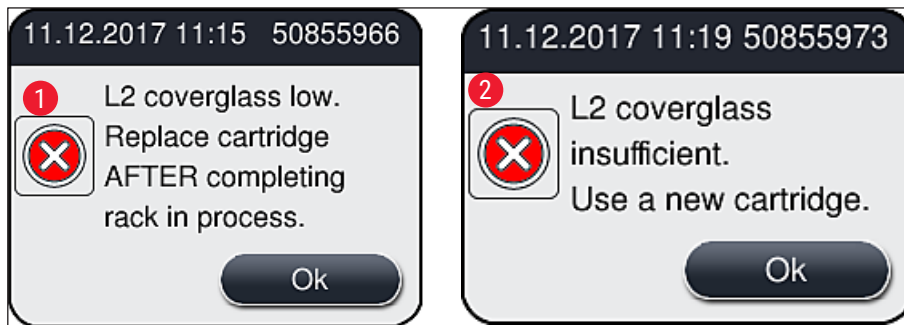 11.12.2017 11:15 50855966
1
L2 coverglass low.
Replace cartridge
AFTER completing
rack in process.
Ok
11.12.2017 11:19 50855973
2
L2 coverglass
insufficient.
Use a new cartridge.
Ok